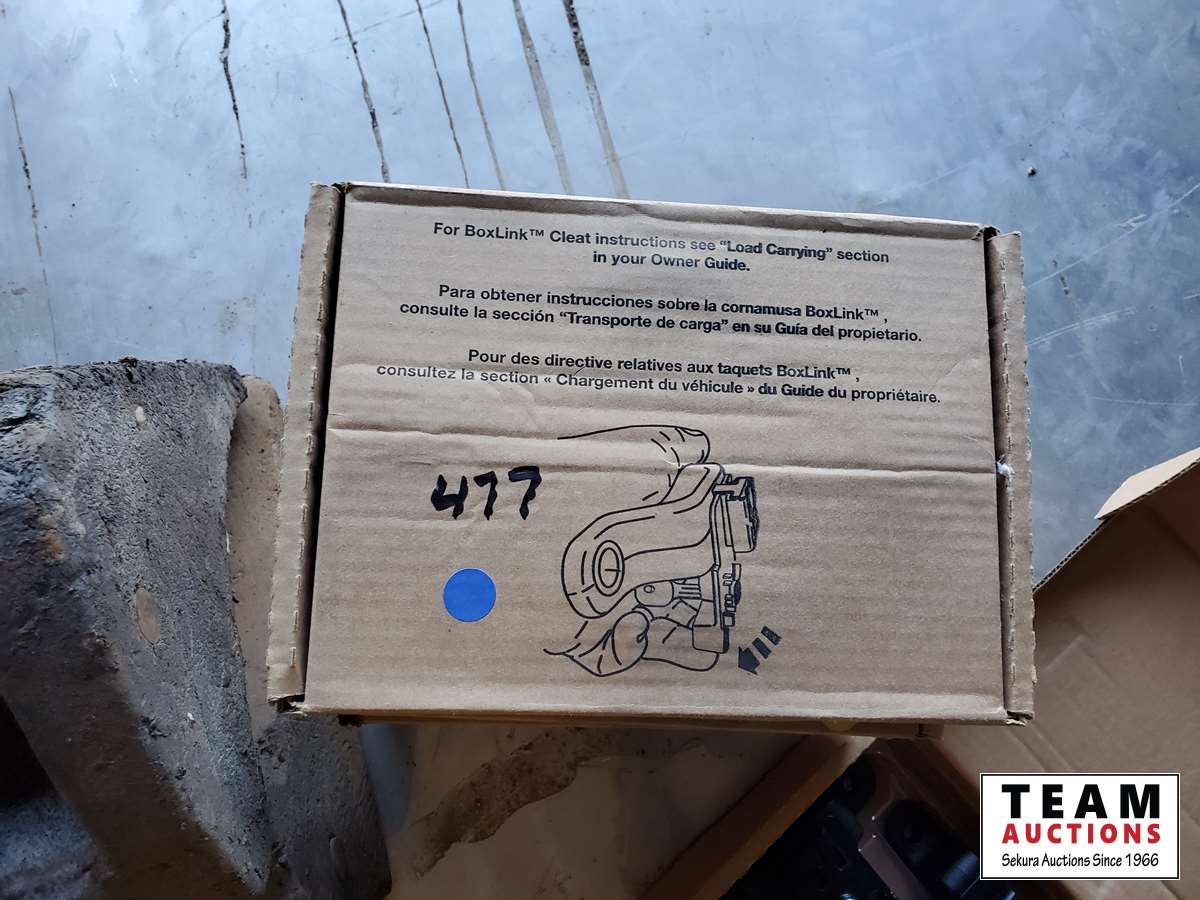 For BoxLink™ Cleat instructions see “Load Carrying” section
in your Owner Guide.
Para obtener instrucciones sobre la cornamusa BoxLink™ ,
consulte la sección “Transporte de carga” en su Guía del propietario.
Pour des directive relatives aux taquets BoxLink™ ,
consultez la section « Chargement du véhicule » du Guide du propriétaire.
477
TEAM
AUCTIONS
Sekura Auctions Since 1966